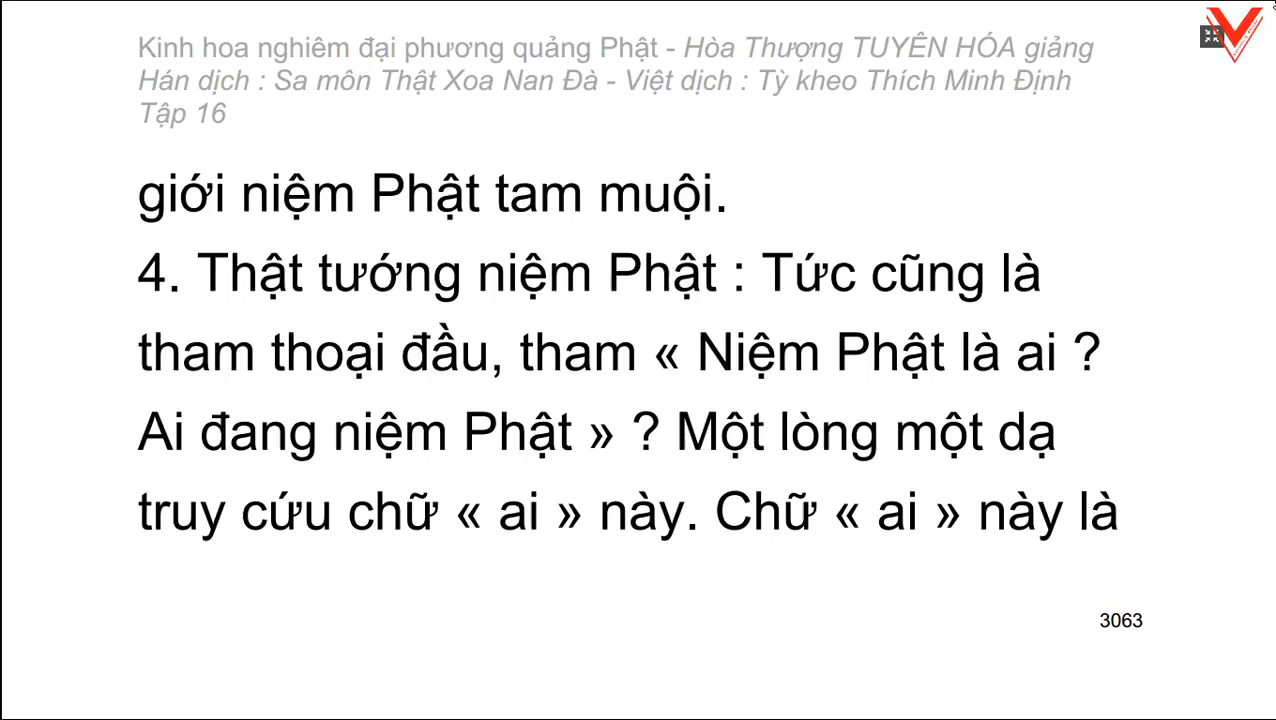 Kinh hoa nghiêm đại phương quảng Phật - Hòa Thượng TUYÊN HÓA giảng
Hán dịch : Sa môn Thật Xoa Nan Đà - Việt dịch : Tỳ kheo Thích Minh Định
Tập 16
giới niệm Phật tam muội.
4. Thật tướng niệm Phật : Tức cũng là
tham thoại đầu, tham « Niệm Phật là ai ?
Ai đang niệm Phật » ? Một lòng một dạ
truy cứu chữ « ai » này. Chữ « ai » này là
3063